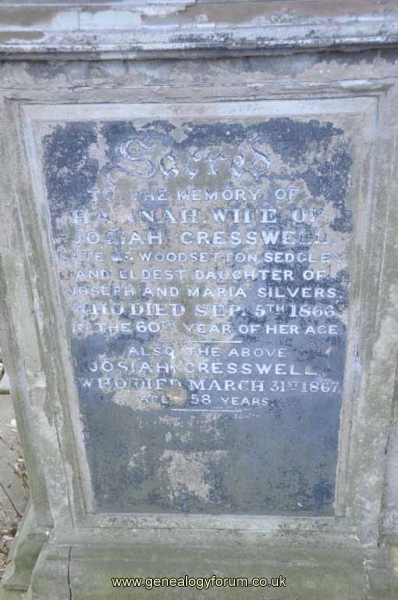 Sacred
TO THE MEMORY OF
HANNAH, WIFE OF
JOSIAH CRESSWELL,
LATE OF WOODSETTON, SEDGLEY
AND ELDEST DAUGHTER OF
JOSEPH AND MARIA SILVERS
WHO DIED SEP. 5TH 1866
IN THE 60TH YEAR OF HER AGE
ALSO THE ABOVE
JOSIAH CRESSWELL
WHO DIED MARCH 31ST 1867
AGED 58 YEARS.
www.genealogyforum.co.uk